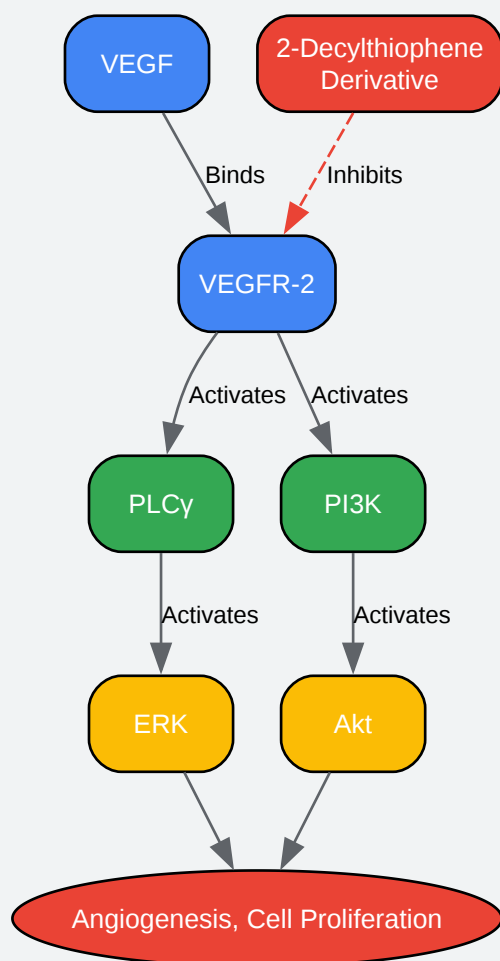 VEGF
2-Decylthiophene
Derivative
Binds
Inhibits
VEGFR-2
Activates
Activates
PLCγ
PI3K
Activates
Activates
ERK
Akt
Angiogenesis, Cell Proliferation